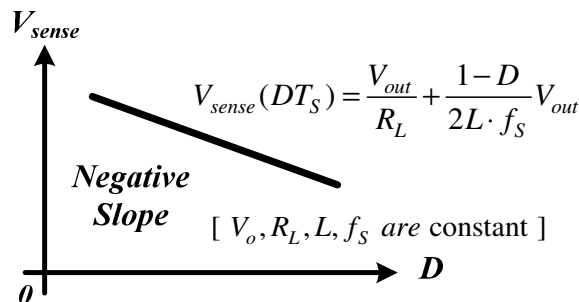 V_sense
V_sense(DT_S) = V_out/R_L + (1-D)/(2L·f_S) V_out
Negative
Slope
[ V_o, R_L, L, f_S are constant ]
0
D